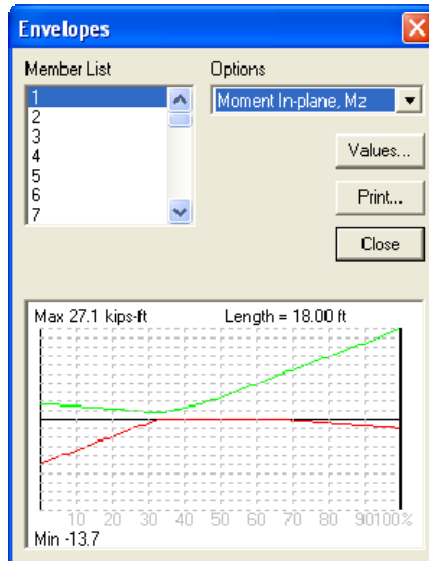 Envelopes
Member List
Options
1
2
3
4
5
6
7
Moment In-plane, Mz
Values...
Print...
Close
Max 27.1 kips-ft Length = 18.00 ft
10 20 30 40 50 60 70 80 90 100%
Min -13.7